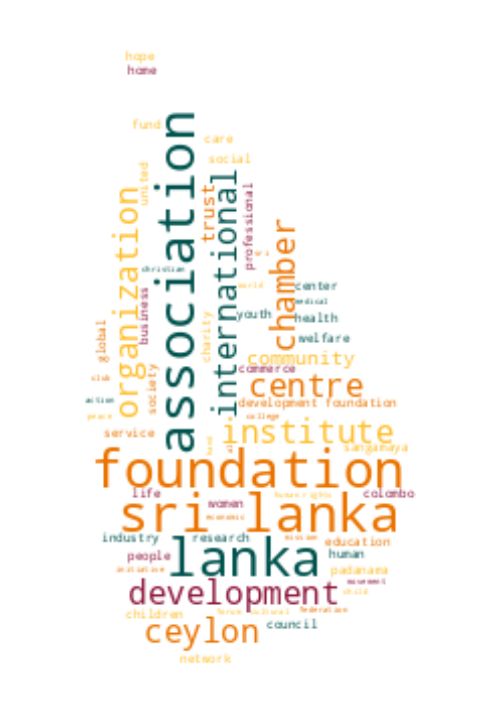 hope
home
fund
care
social
united
association
international
trust
professional
organization
chamber
christian
sri
world
center
medical
business
youth
health
global
charity
welfare
community
commerce
club
society
centre
action
development foundation
peace
college
service
institute
sangamaya
foundation
life
human rights
colombo
women
sri lanka
economic
industry
research
mission
education
lanka
people
human
initiative
padanama
movement
development
child
children
forum
cultural
federation
ceylon
council
network